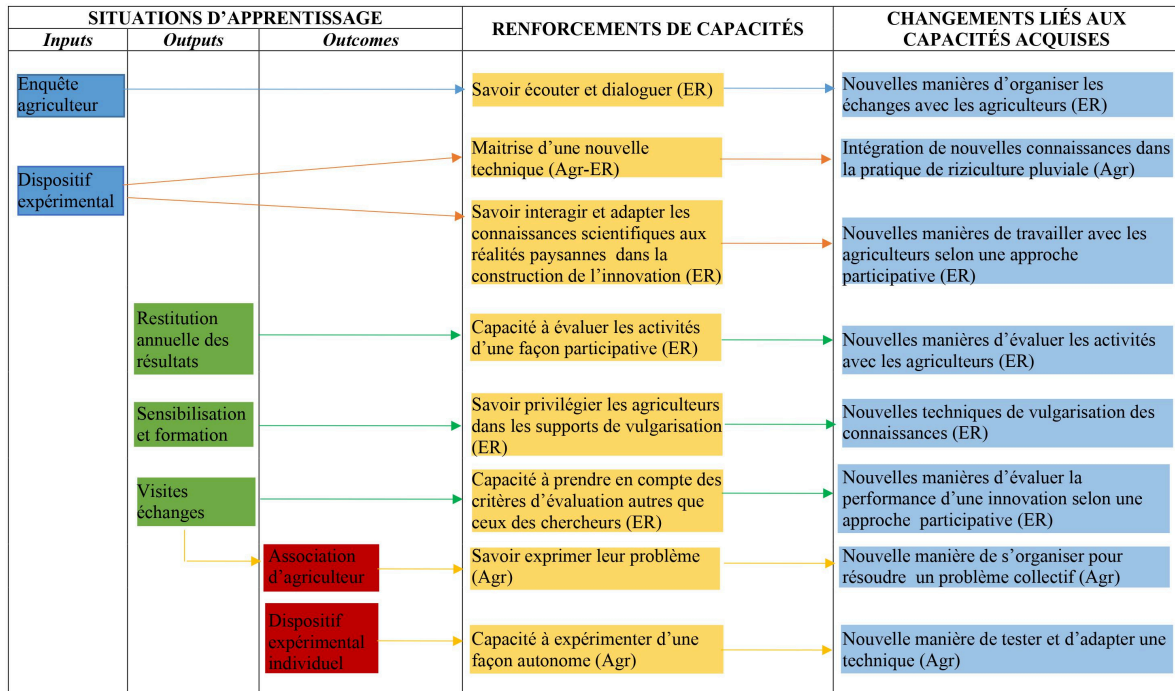 SITUATIONS D’APPRENTISSAGE
Inputs
Outputs
Outcomes
RENFORCEMENTS DE CAPACITÉS
CHANGEMENTS LIÉS AUX
CAPACITÉS ACQUISES
Enquête
agriculteur
Savoir écouter et dialoguer (ER)
Nouvelles manières d’organiser les
échanges avec les agriculteurs (ER)
Dispositif
expérimental
Maitrise d’une nouvelle
technique (Agr-ER)
Intégration de nouvelles connaissances dans
la pratique de riziculture pluviale (Agr)
Savoir interagir et adapter les
connaissances scientifiques aux
réalités paysannes dans la
construction de l’innovation (ER)
Nouvelles manières de travailler avec les
agriculteurs selon une approche
participative (ER)
Restitution
annuelle des
résultats
Capacité à évaluer les activités
d’une façon participative (ER)
Nouvelles manières d’évaluer les activités
avec les agriculteurs (ER)
Sensibilisation
et formation
Savoir privilégier les agriculteurs
dans les supports de vulgarisation
(ER)
Nouvelles techniques de vulgarisation des
connaissances (ER)
Visites
échanges
Capacité à prendre en compte des
critères d’évaluation autres que
ceux des chercheurs (ER)
Nouvelles manières d’évaluer la
performance d’une innovation selon une
approche participative (ER)
Association
d’agriculteur
Savoir exprimer leur problème
(Agr)
Nouvelle manière de s’organiser pour
résoudre un problème collectif (Agr)
Dispositif
expérimental
individuel
Capacité à expérimenter d’une
façon autonome (Agr)
Nouvelle manière de tester et d’adapter une
technique (Agr)